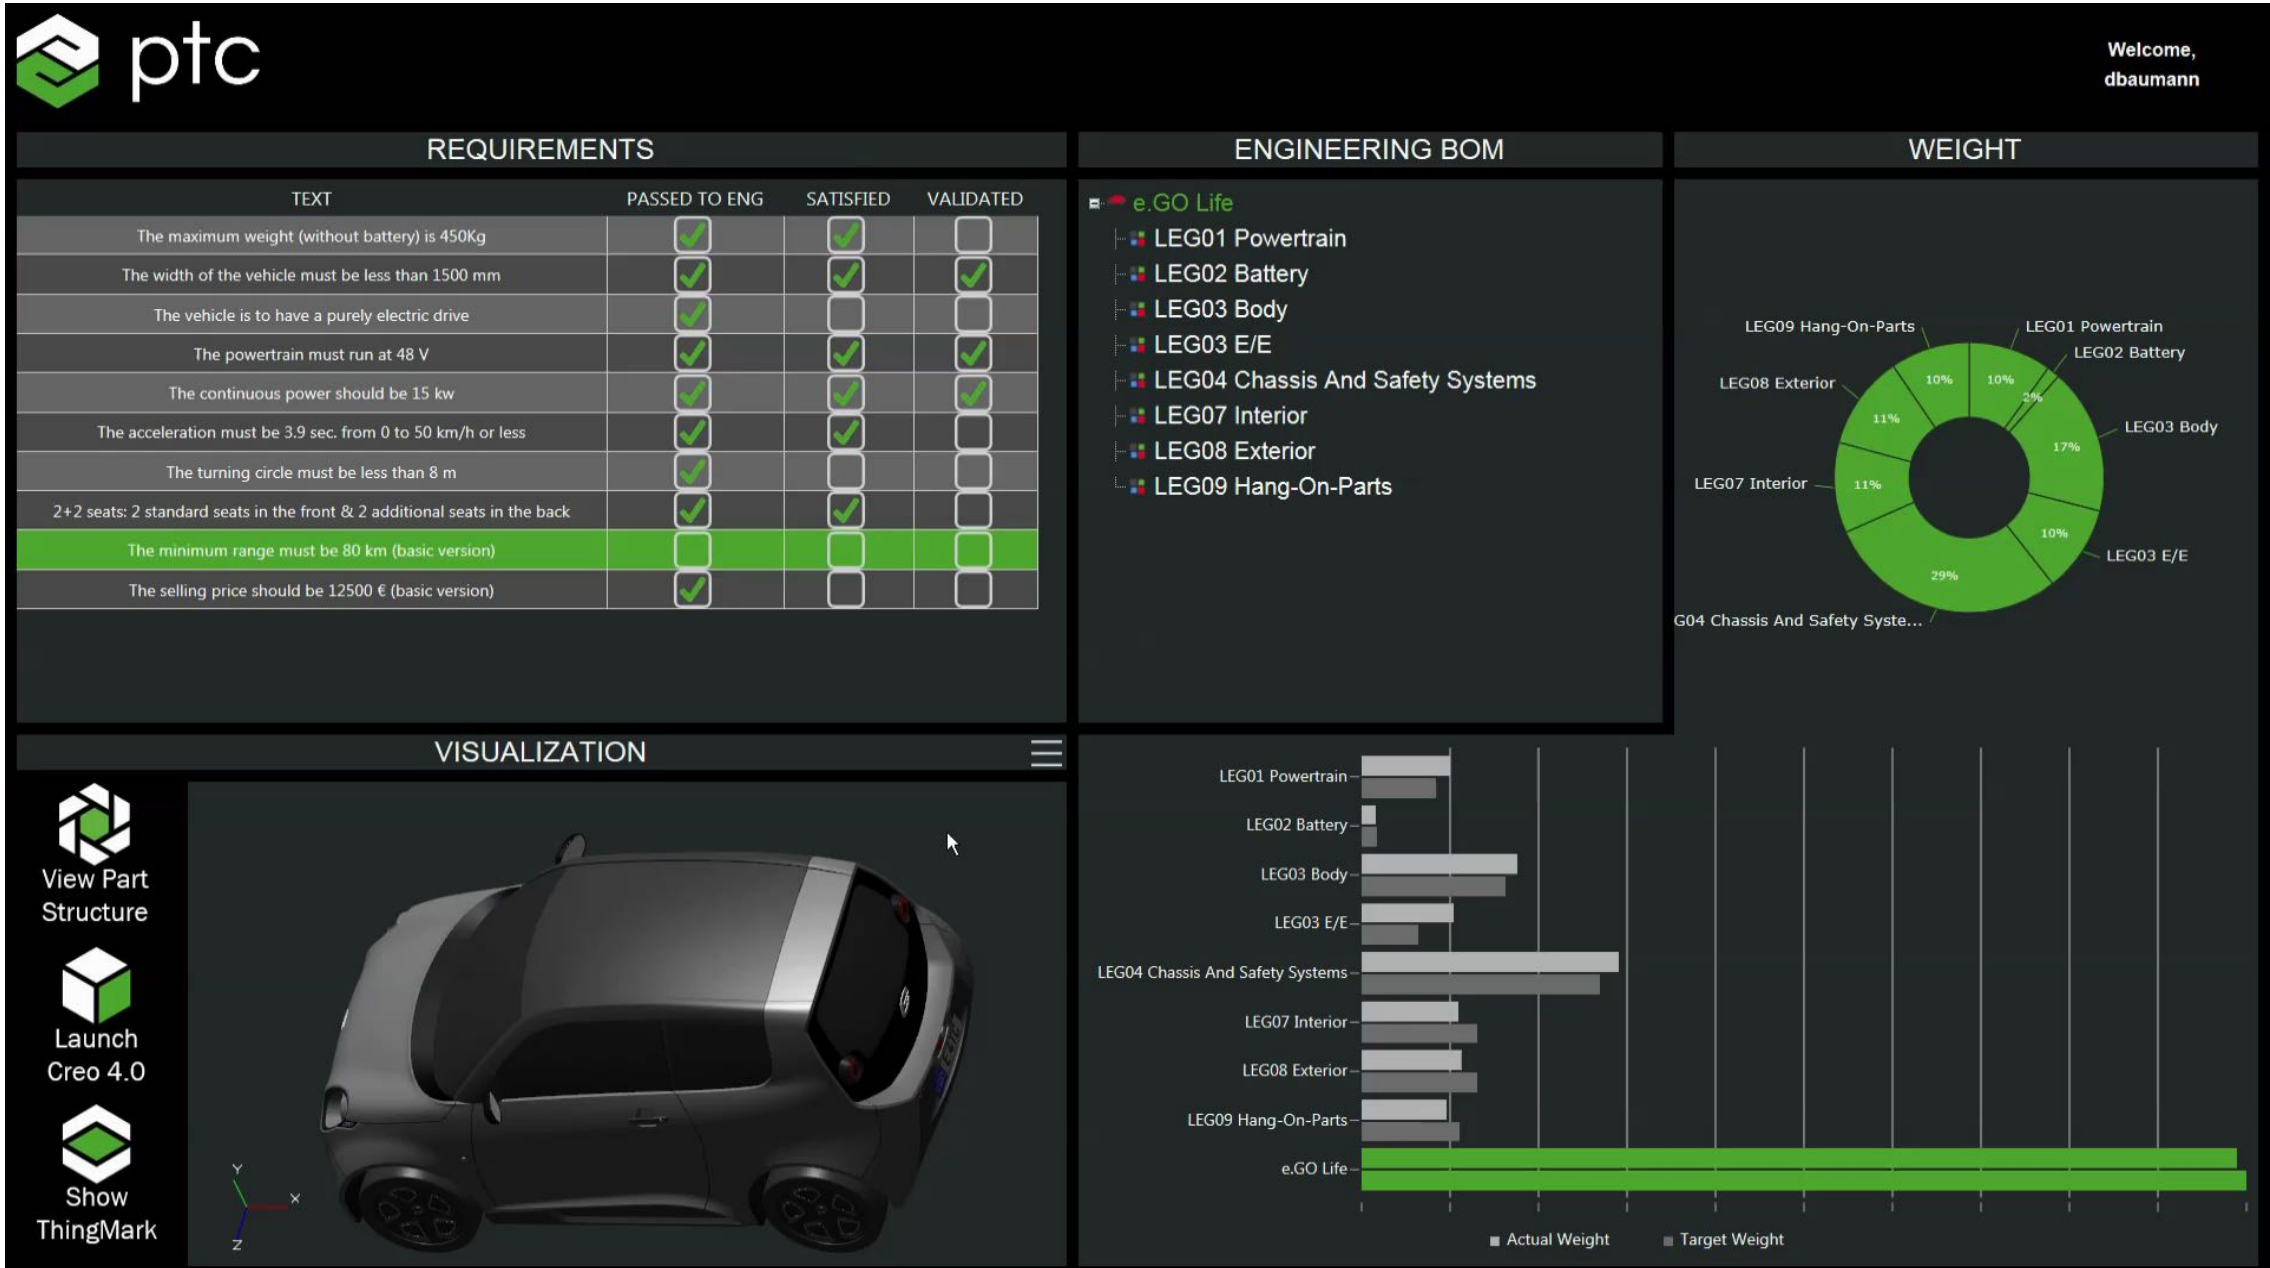 ptc
Welcome,
dbaumann
REQUIREMENTS
TEXT PASSED TO ENG SATISFIED VALIDATED
The maximum weight (without battery) is 450Kg
The width of the vehicle must be less than 1500 mm
The vehicle is to have a purely electric drive
The powertrain must run at 48 V
The continuous power should be 15 kw
The acceleration must be 3.9 sec. from 0 to 50 km/h or less
The turning circle must be less than 8 m
2+2 seats: 2 standard seats in the front & 2 additional seats in the back
The minimum range must be 80 km (basic version)
The selling price should be 12500 € (basic version)
ENGINEERING BOM
e.GO Life
LEG01 Powertrain
LEG02 Battery
LEG03 Body
LEG03 E/E
LEG04 Chassis And Safety Systems
LEG07 Interior
LEG08 Exterior
LEG09 Hang-On-Parts
WEIGHT
LEG09 Hang-On-Parts
LEG01 Powertrain
LEG02 Battery
LEG08 Exterior
10%
10%
2%
11%
LEG03 Body
17%
LEG07 Interior
11%
10%
LEG03 E/E
29%
G04 Chassis And Safety Syste...
VISUALIZATION
View Part
Structure
Launch
Creo 4.0
Show
ThingMark
Y
X
Z
LEG01 Powertrain
LEG02 Battery
LEG03 Body
LEG03 E/E
LEG04 Chassis And Safety Systems
LEG07 Interior
LEG08 Exterior
LEG09 Hang-On-Parts
e.GO Life
Actual Weight
Target Weight